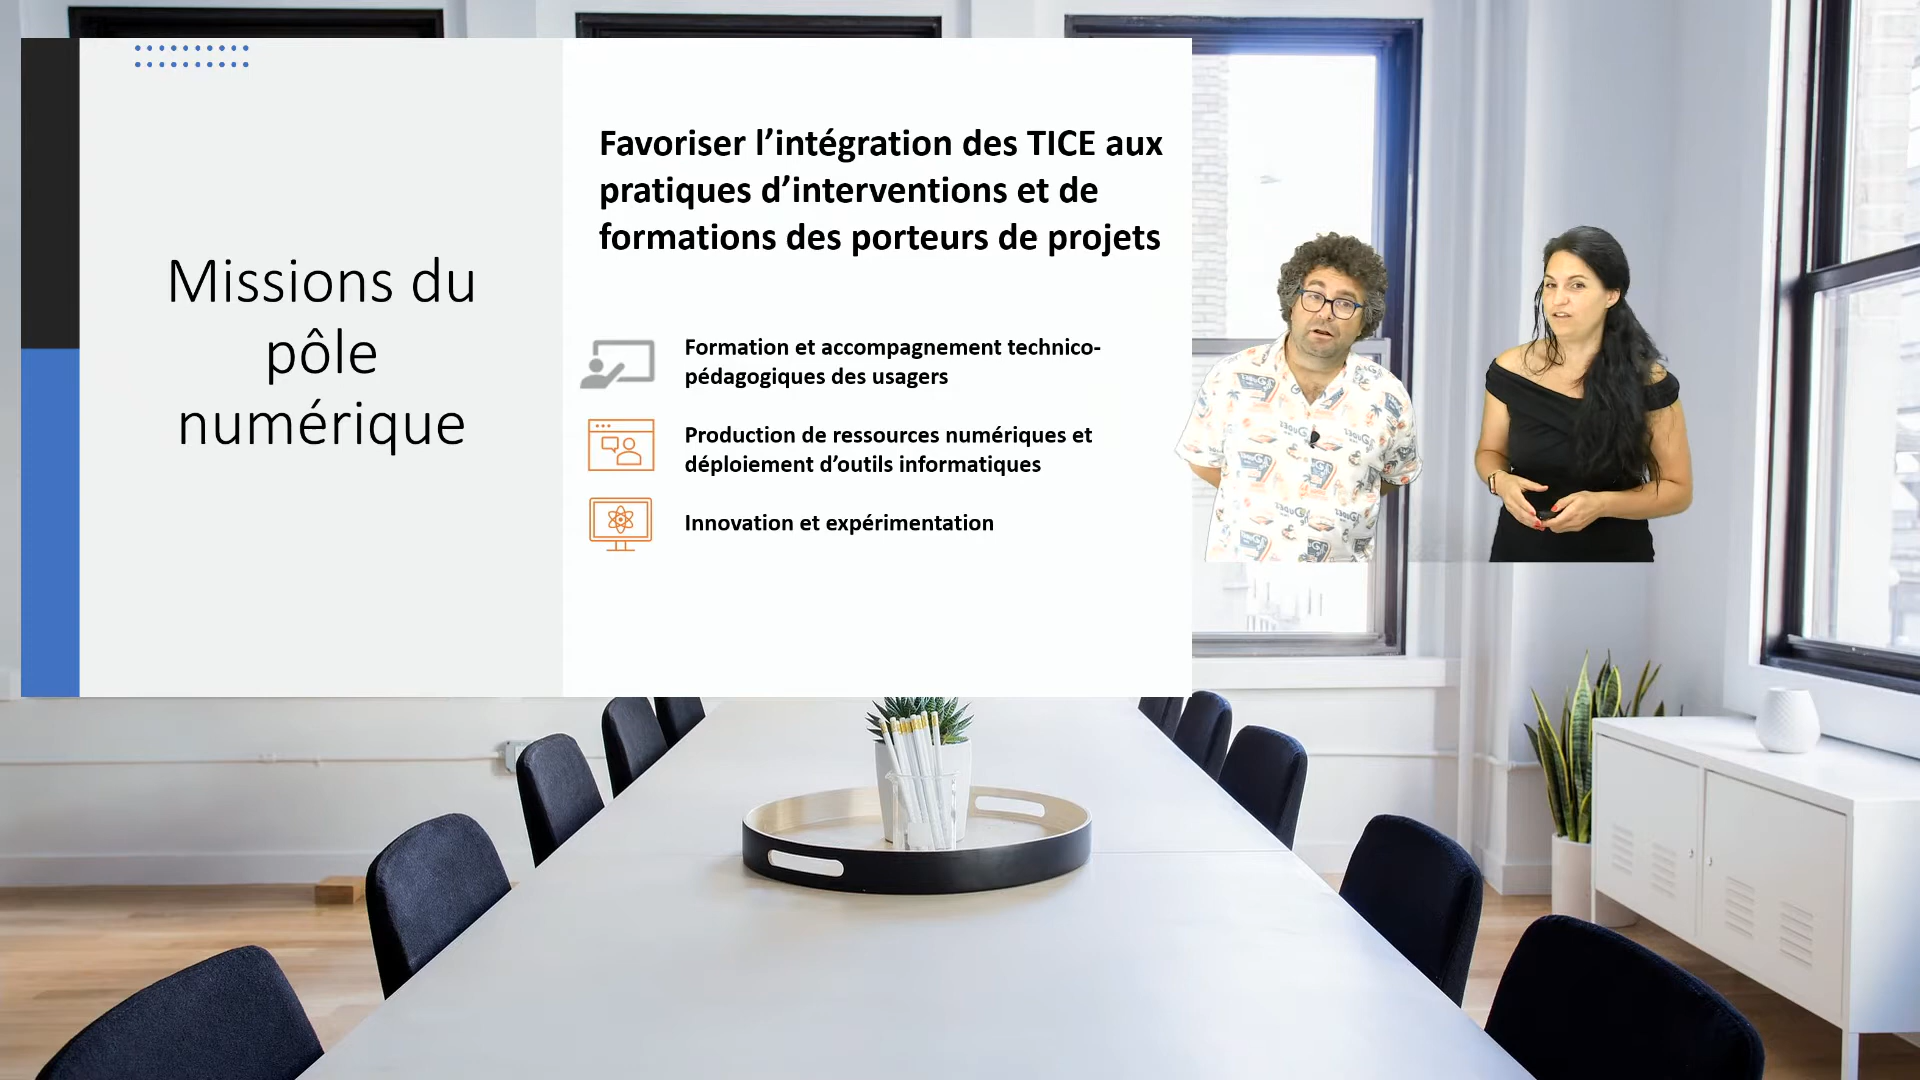 Missions du
pôle
numérique
Favoriser l’intégration des TICE aux
pratiques d’interventions et de
formations des porteurs de projets
Formation et accompagnement technico-
pédagogiques des usagers
Production de ressources numériques et
déploiement d’outils informatiques
Innovation et expérimentation